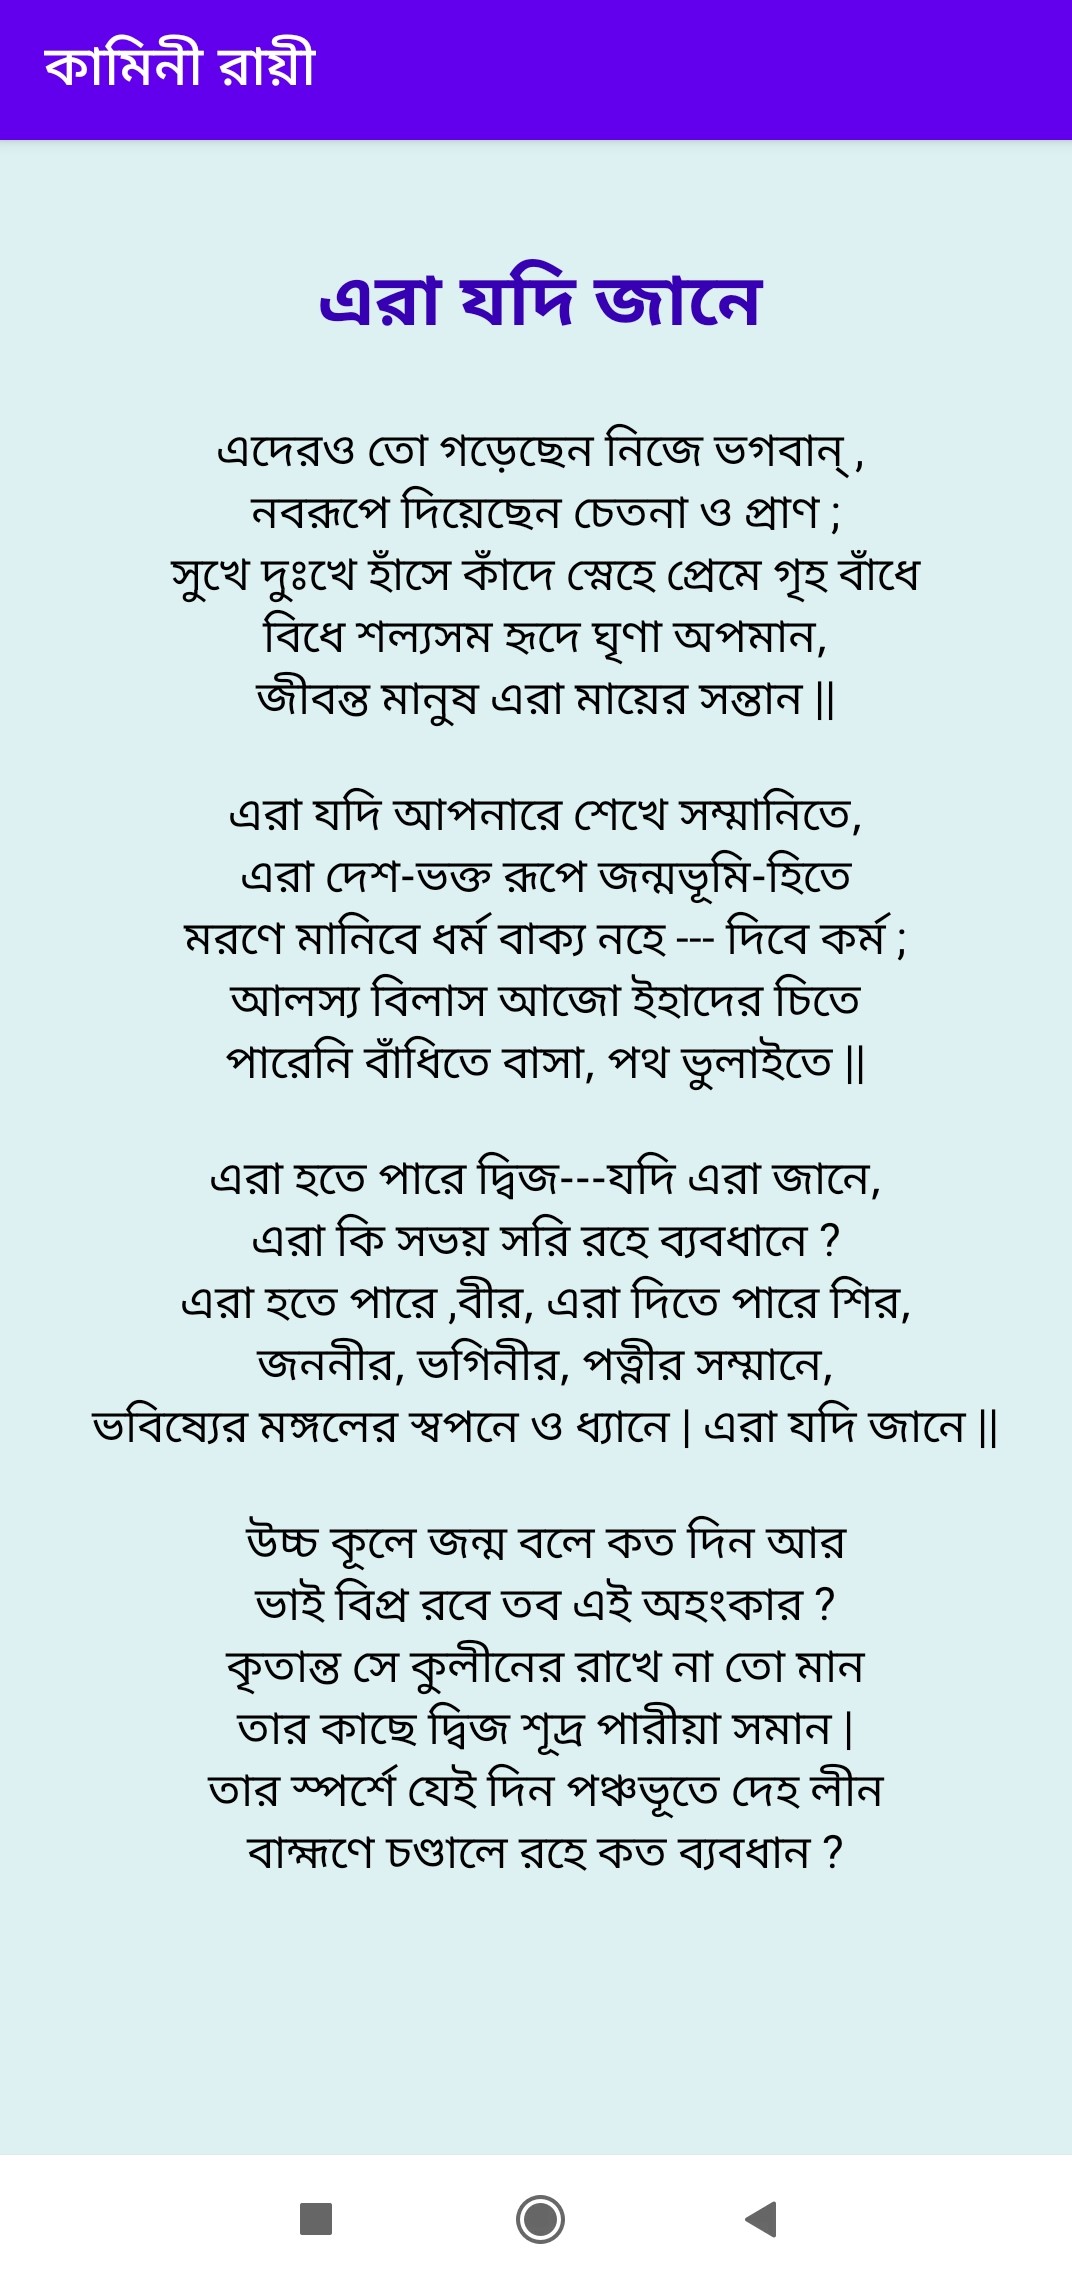 কামিনী রায়ী
এরা যদি জানে
এদেরও তো গড়েছেন নিজে ভগবান্ ,
নবরূপে দিয়েছেন চেতনা ও প্রাণ ;
সুখে দুঃখে হাঁসে কাঁদে স্নেহে প্রেমে গৃহ বাঁধে
বিধে শল্যসম হৃদে ঘৃণা অপমান,
জীবন্ত মানুষ এরা মায়ের সন্তান ||
এরা যদি আপনারে শেখে সম্মানিতে,
এরা দেশ-ভক্ত রূপে জন্মভূমি-হিতে
মরণে মানিবে ধর্ম বাক্য নহে --- দিবে কর্ম ;
আলস্য বিলাস আজো ইহাদের চিতে
পারেনি বাঁধিতে বাসা, পথ ভুলাইতে ||
এরা হতে পারে দ্বিজ---যদি এরা জানে,
এরা কি সভয় সরি রহে ব্যবধানে ?
এরা হতে পারে ,বীর, এরা দিতে পারে শির,
জননীর, ভগিনীর, পত্নীর সম্মানে,
ভবিষ্যের মঙ্গলের স্বপনে ও ধ্যানে | এরা যদি জানে ||
উচ্চ কূলে জন্ম বলে কত দিন আর
ভাই বিপ্র রবে তব এই অহংকার ?
কৃতান্ত সে কুলীনের রাখে না তো মান
তার কাছে দ্বিজ শূদ্র পারীয়া সমান |
তার স্পর্শে যেই দিন পঞ্চভূতে দেহ লীন
বাহ্মণে চণ্ডালে রহে কত ব্যবধান ?